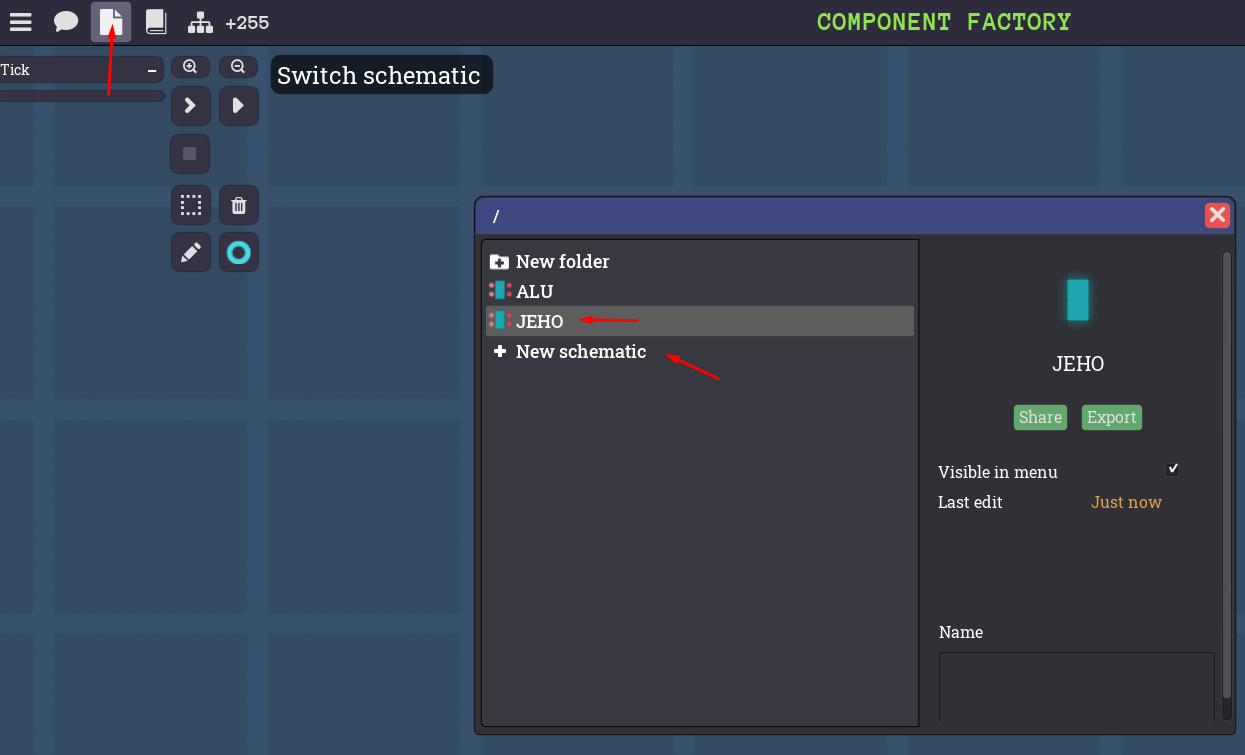 +255
COMPONENT FACTORY
Tick
Switch schematic
/
New folder
ALU
JEHO
New schematic
JEHO
Share
Export
Visible in menu
Last edit
Just now
Name